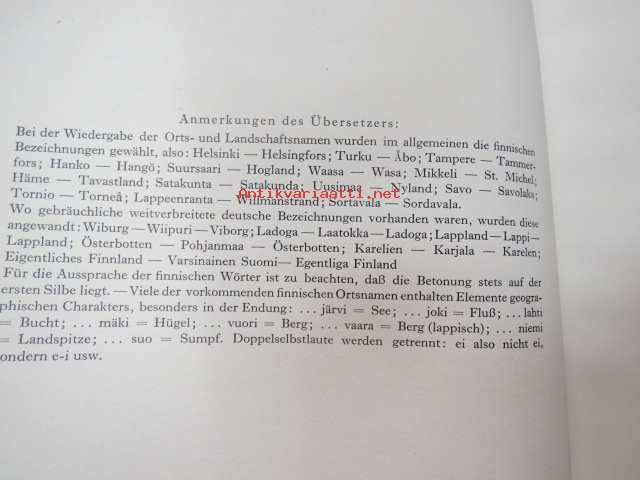 Anmerkungen des Übersetzers:
Bei der Wiedergabe der Orts- und Landschaftsnamen wurden im allgemeinen die finnischen
Bezeichnungen gewählt, also: Helsinki — Helsingfors; Turku — Åbo; Tampere — Tammer-
fors; Hanko — Hangö; Suursaari — Hogland; Waasa — Wasa; Mikkeli — St. Michel;
Häme — Tavastland; Satakunta — Satakunda; Uusimaa — Nyland; Savo — Savolaks;
Antikvariaatti.net
Tornio — Torneå; Lappeenranta — Willmanstrand; Sortavala — Sordavala.
Wo gebräuchliche weitverbreitete deutsche Bezeichnungen vorhanden waren, wurden diese
angewandt: Wiburg — Wiipuri — Viborg; Ladoga — Laatokka — Ladoga; Lappland — Lappi —
Lappland; Österbotten — Pohjanmaa — Österbotten; Karelien — Karjala — Karelen;
Eigentliches Finnland — Varsinainen Suomi — Egentliga Finland
Für die Aussprache der finnischen Wörter ist zu beachten, daß die Betonung stets auf der
ersten Silbe liegt. — Viele der vorkommenden finnischen Ortsnamen enthalten Elemente geogra-
phischen Charakters, besonders in der Endung: ... järvi = See; ... joki = Fluß; ... lahti
= Bucht; ... mäki = Hügel; ... vuori = Berg; ... vaara = Berg (lappisch); ... niemi
= Landspitze; ... suo = Sumpf. Doppelselbstlaute werden getrennt: ei also nicht ei,
ondern e-i usw.